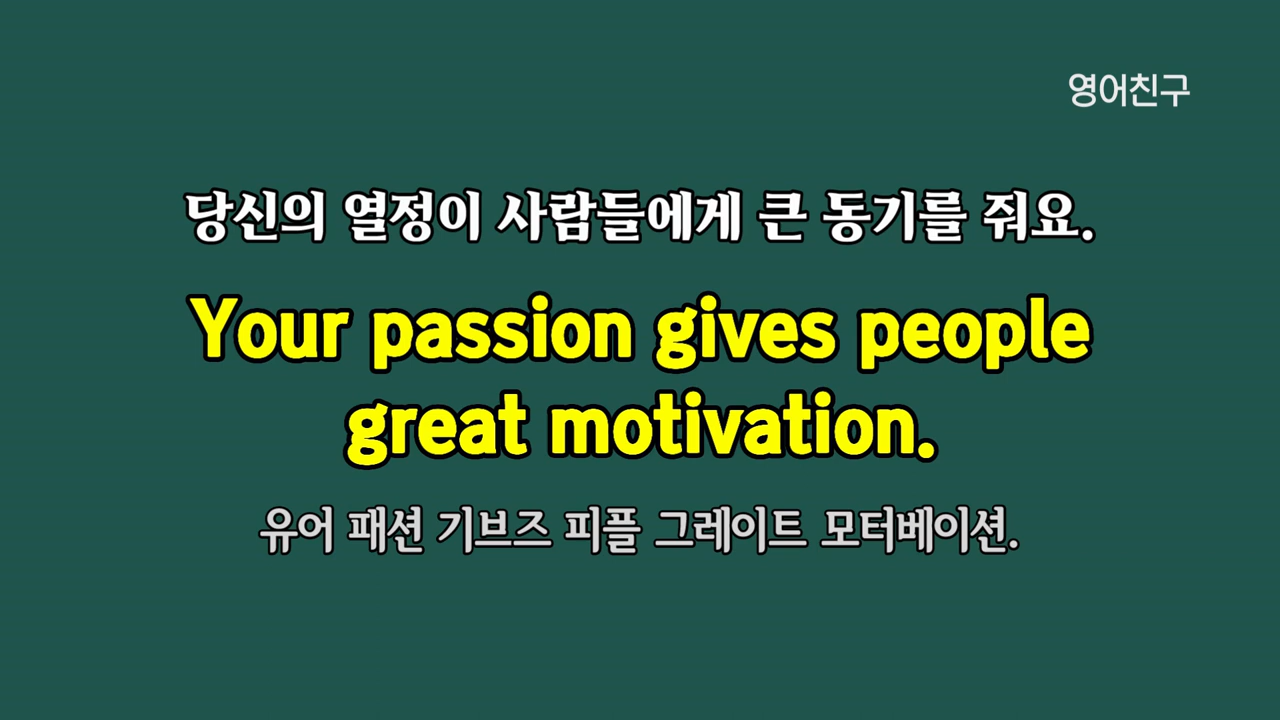 영어친구
당신의 열정이 사람들에게 큰 동기를 줘요.
Your passion gives people
great motivation.
유어 패션 기브즈 피플 그레이트 모터베이션.